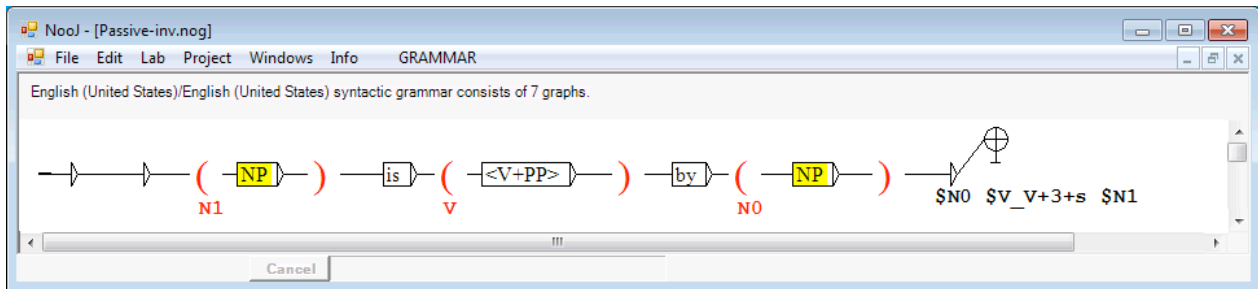 NooJ - [Passive-inv.nog]
File Edit Lab Project Windows Info GRAMMAR
English (United States)/English (United States) syntactic grammar consists of 7 graphs.
( NP ) is ( <V+PP> ) by ( NP )
N1 V N0 $N0 $V_V+3+s $N1
Cancel